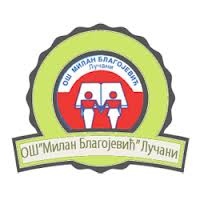 ОШ МИЛАН БЛАГОЈЕВИЋ
Лучани
ОШ"Милан Благојевић" Лучани